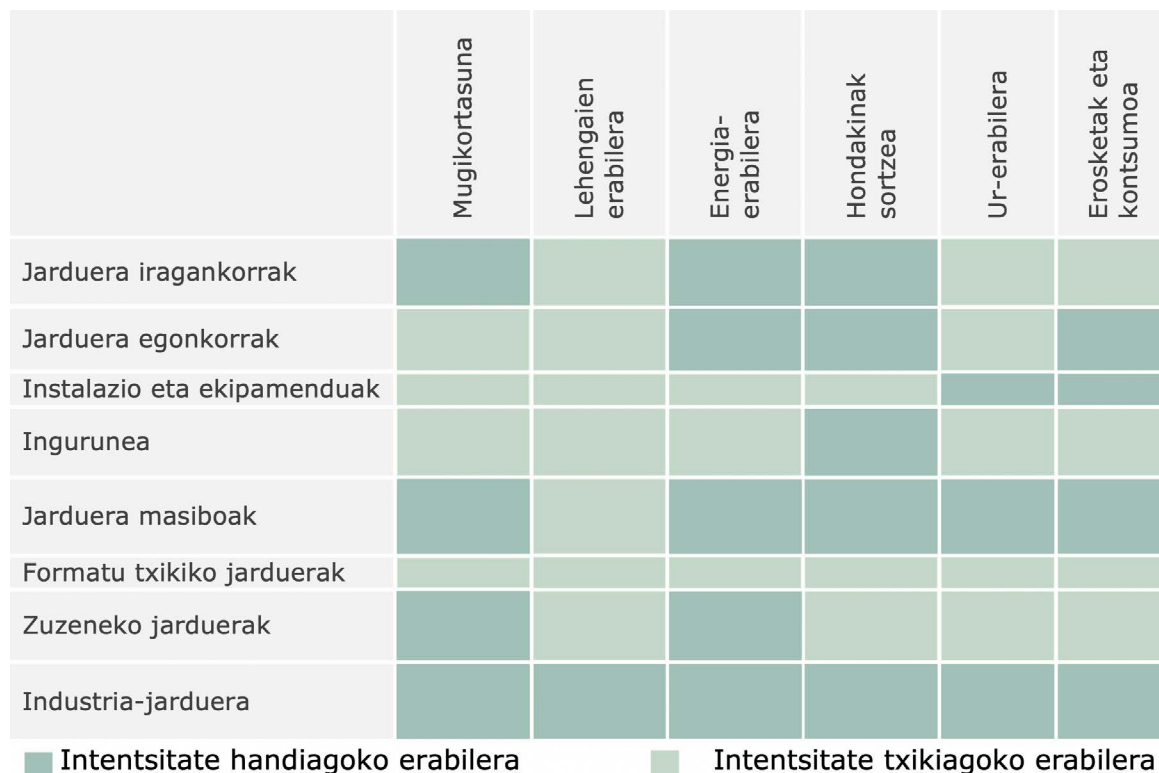 Mugikortasuna
Lehengaien
erabilera
Energia-
erabilera
Hondakinak
sortzea
Ur-erabilera
Erosketak eta
kontsumoa
Jarduera iragankorrak
Jarduera egonkorrak
Instalazio eta ekipamenduak
Ingurunea
Jarduera masiboak
Formatu txikiko jarduerak
Zuzeneko jarduerak
Industria-jarduera
Intentsitate handiagoko erabilera
Intentsitate txikiagoko erabilera